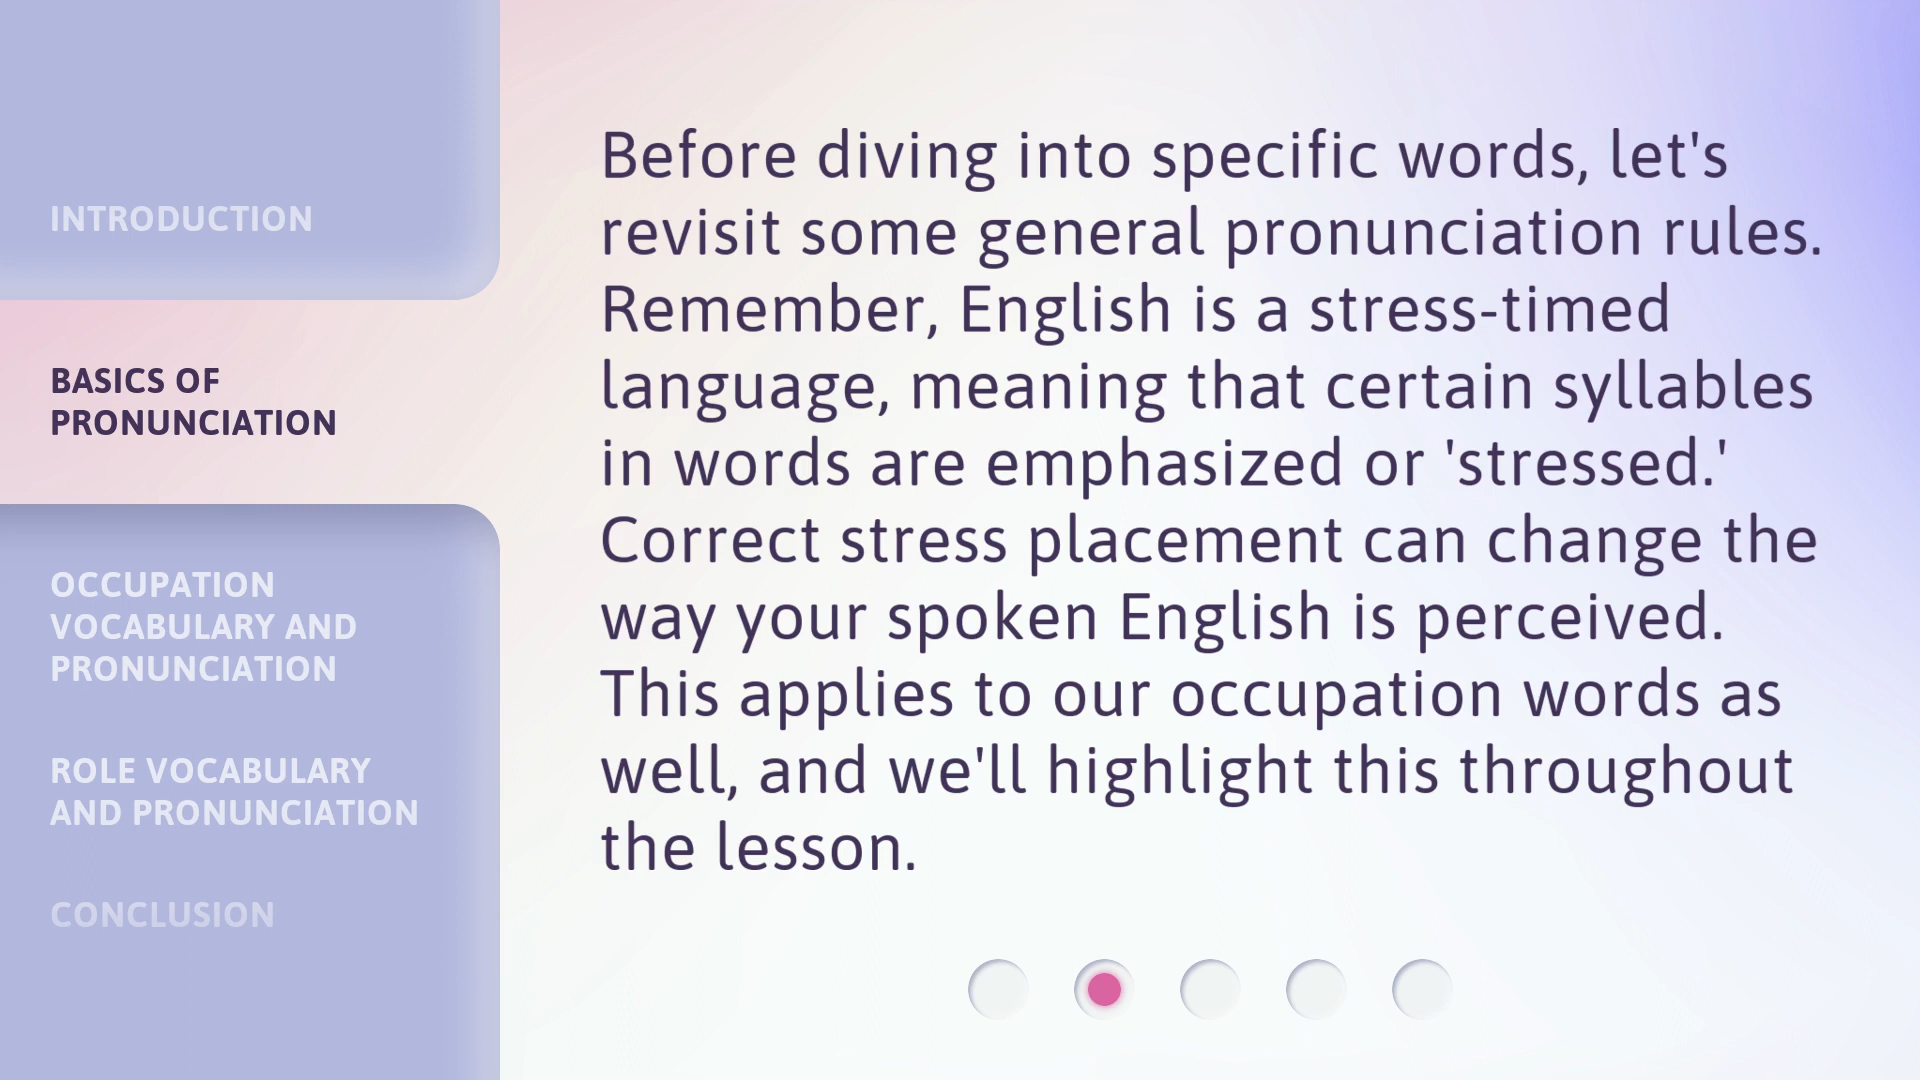 INTRODUCTION
BASICS OF
PRONUNCIATION
OCCUPATION
VOCABULARY AND
PRONUNCIATION
ROLE VOCABULARY
AND PRONUNCIATION
CONCLUSION
Before diving into specific words, let's
revisit some general pronunciation rules.
Remember, English is a stress-timed
language, meaning that certain syllables
in words are emphasized or 'stressed.'
Correct stress placement can change the
way your spoken English is perceived.
This applies to our occupation words as
well, and we'll highlight this throughout
the lesson.